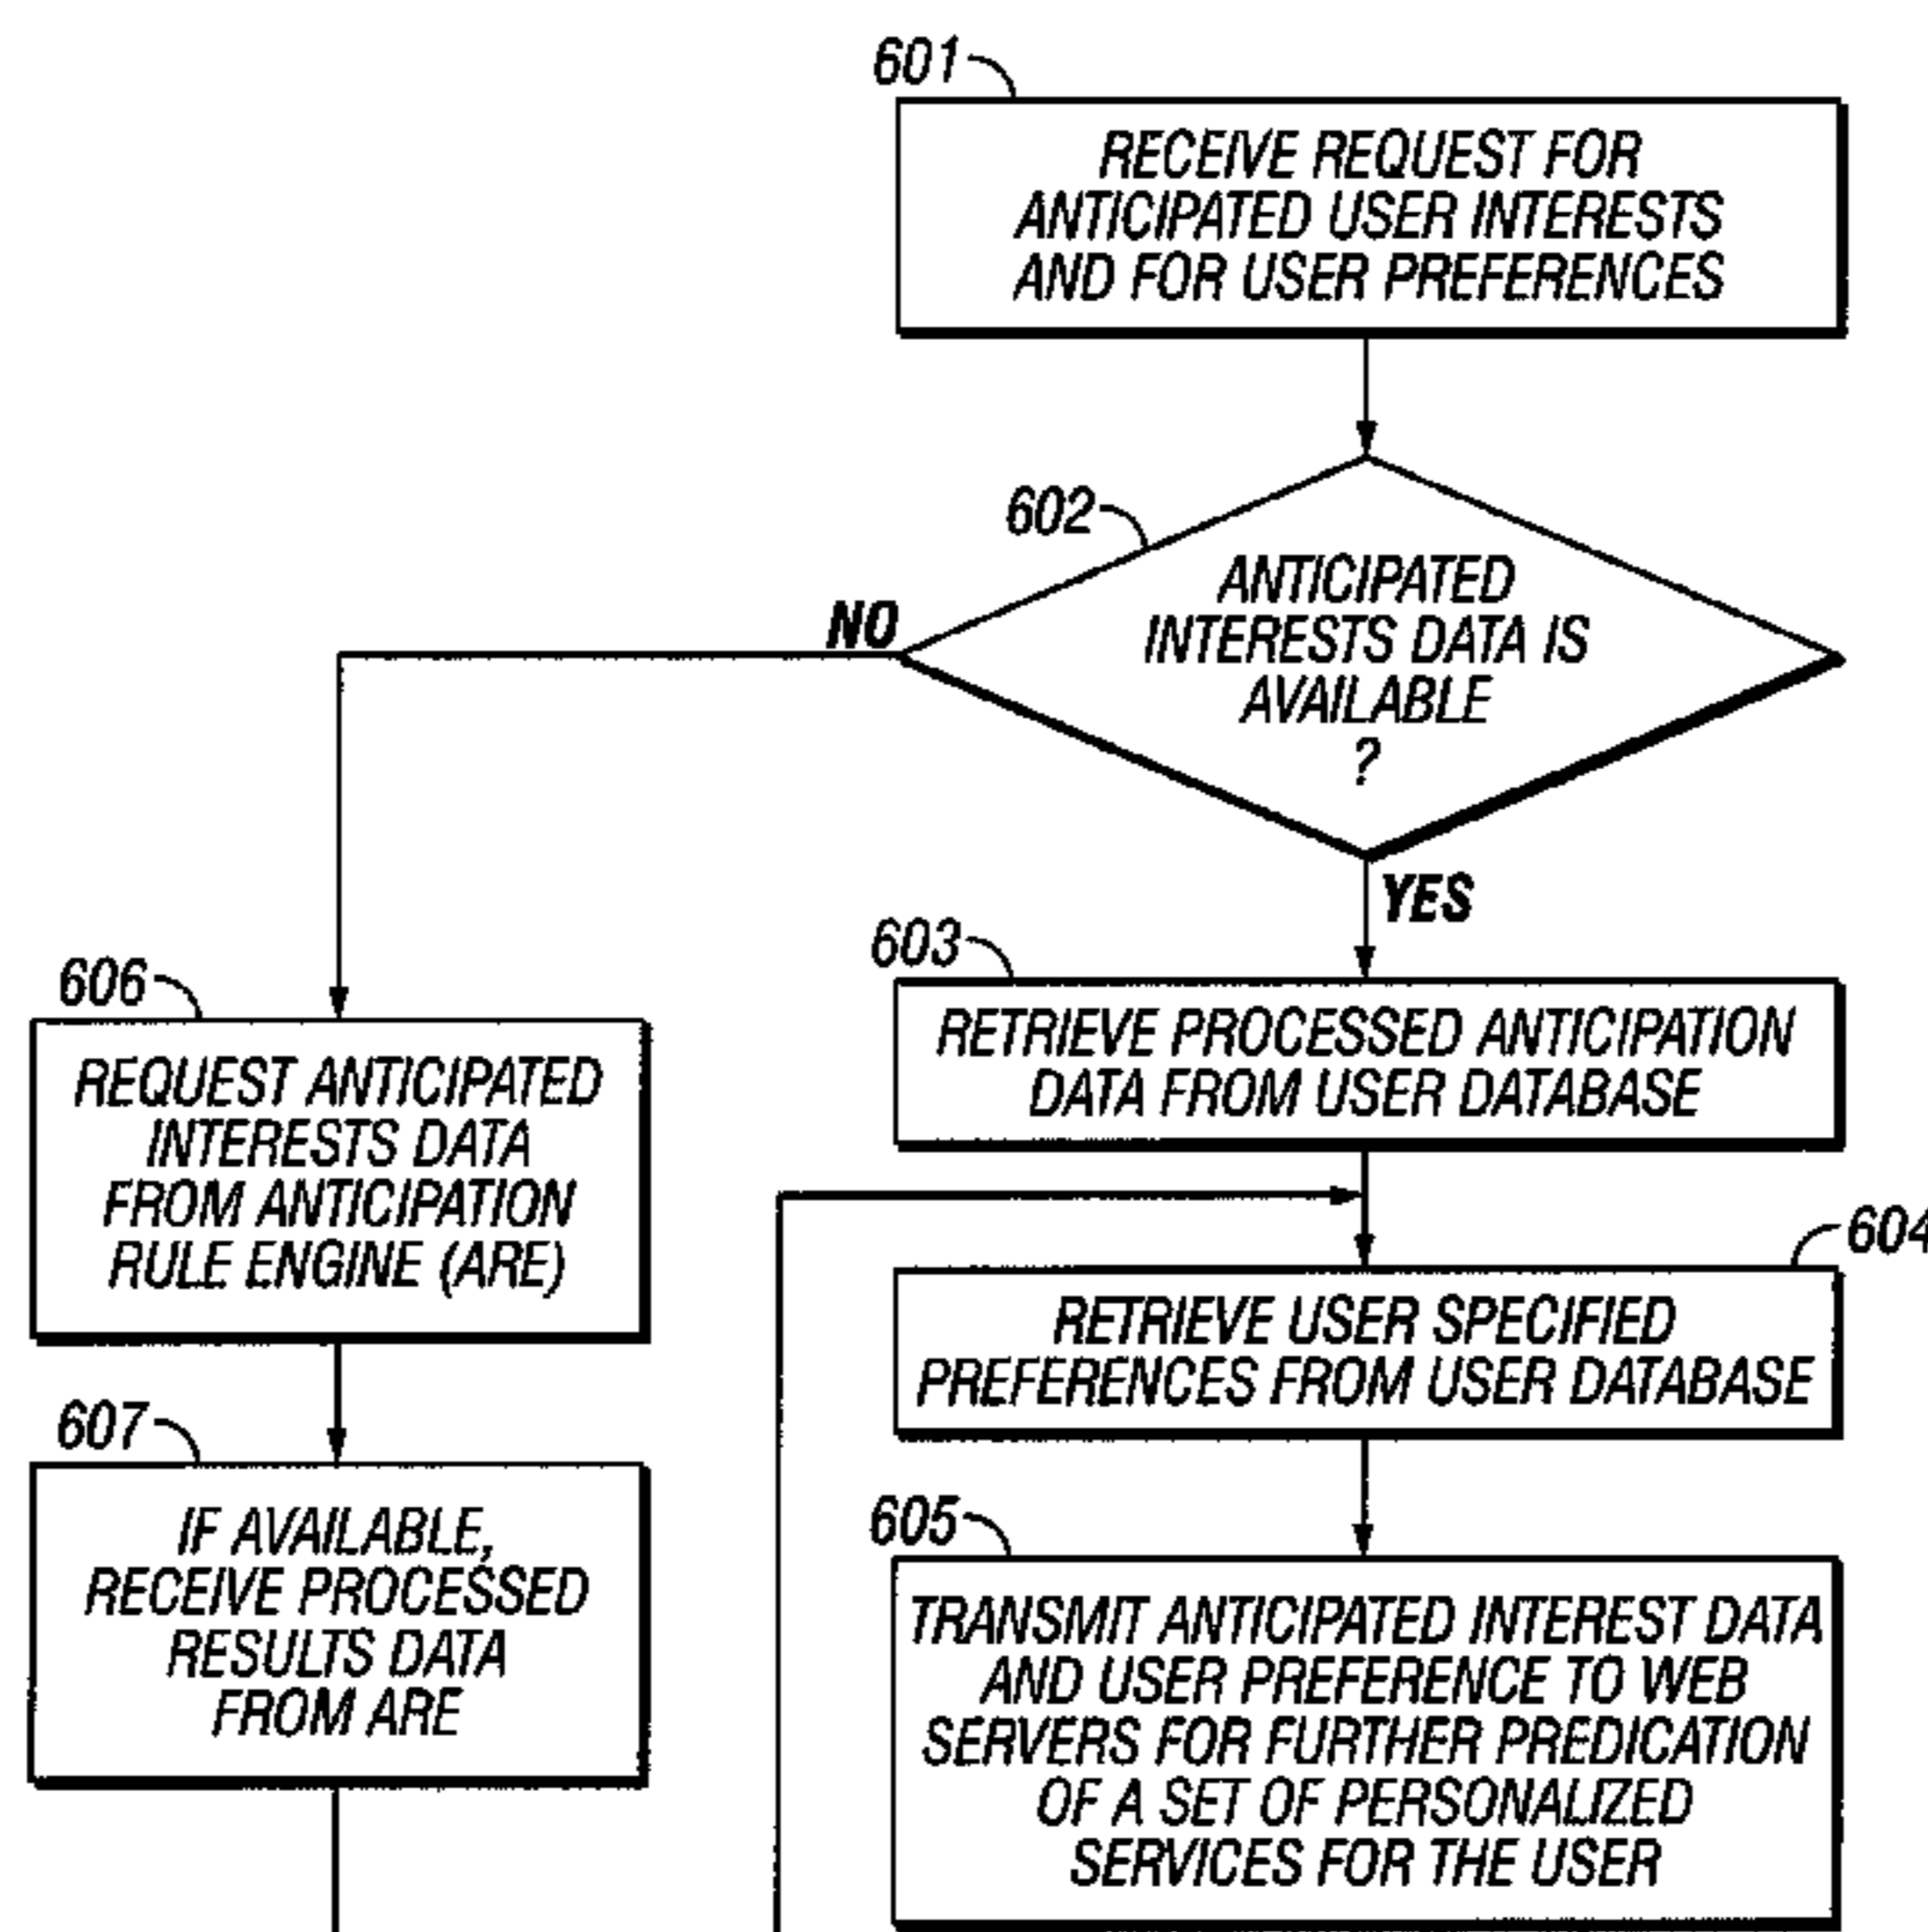 601
RECEIVE REQUEST FOR
ANTICIPATED USER INTERESTS
AND FOR USER PREFERENCES
602
ANTICIPATED
INTERESTS DATA IS
AVAILABLE
?
NO
YES
603
RETRIEVE PROCESSED ANTICIPATION
DATA FROM USER DATABASE
606
REQUEST ANTICIPATED
INTERESTS DATA
FROM ANTICIPATION
RULE ENGINE (ARE)
604
RETRIEVE USER SPECIFIED
PREFERENCES FROM USER DATABASE
607
IF AVAILABLE,
RECEIVE PROCESSED
RESULTS DATA
FROM ARE
605
TRANSMIT ANTICIPATED INTEREST DATA
AND USER PREFERENCE TO WEB
SERVERS FOR FURTHER PREDICATION
OF A SET OF PERSONALIZED
SERVICES FOR THE USER